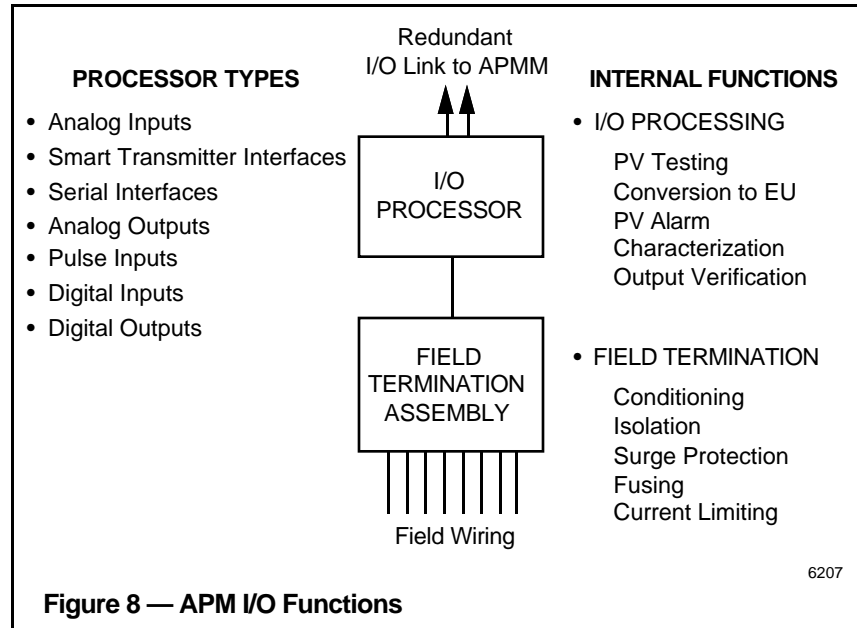 Redundant
I/O Link to APMM
PROCESSOR TYPES
• Analog Inputs
• Smart Transmitter Interfaces
• Serial Interfaces
• Analog Outputs
• Pulse Inputs
• Digital Inputs
• Digital Outputs
I/O
PROCESSOR
FIELD
TERMINATION
ASSEMBLY
Field Wiring
INTERNAL FUNCTIONS
• I/O PROCESSING
PV Testing
Conversion to EU
PV Alarm
Characterization
Output Verification
• FIELD TERMINATION
Conditioning
Isolation
Surge Protection
Fusing
Current Limiting
6207
Figure 8 — APM I/O Functions